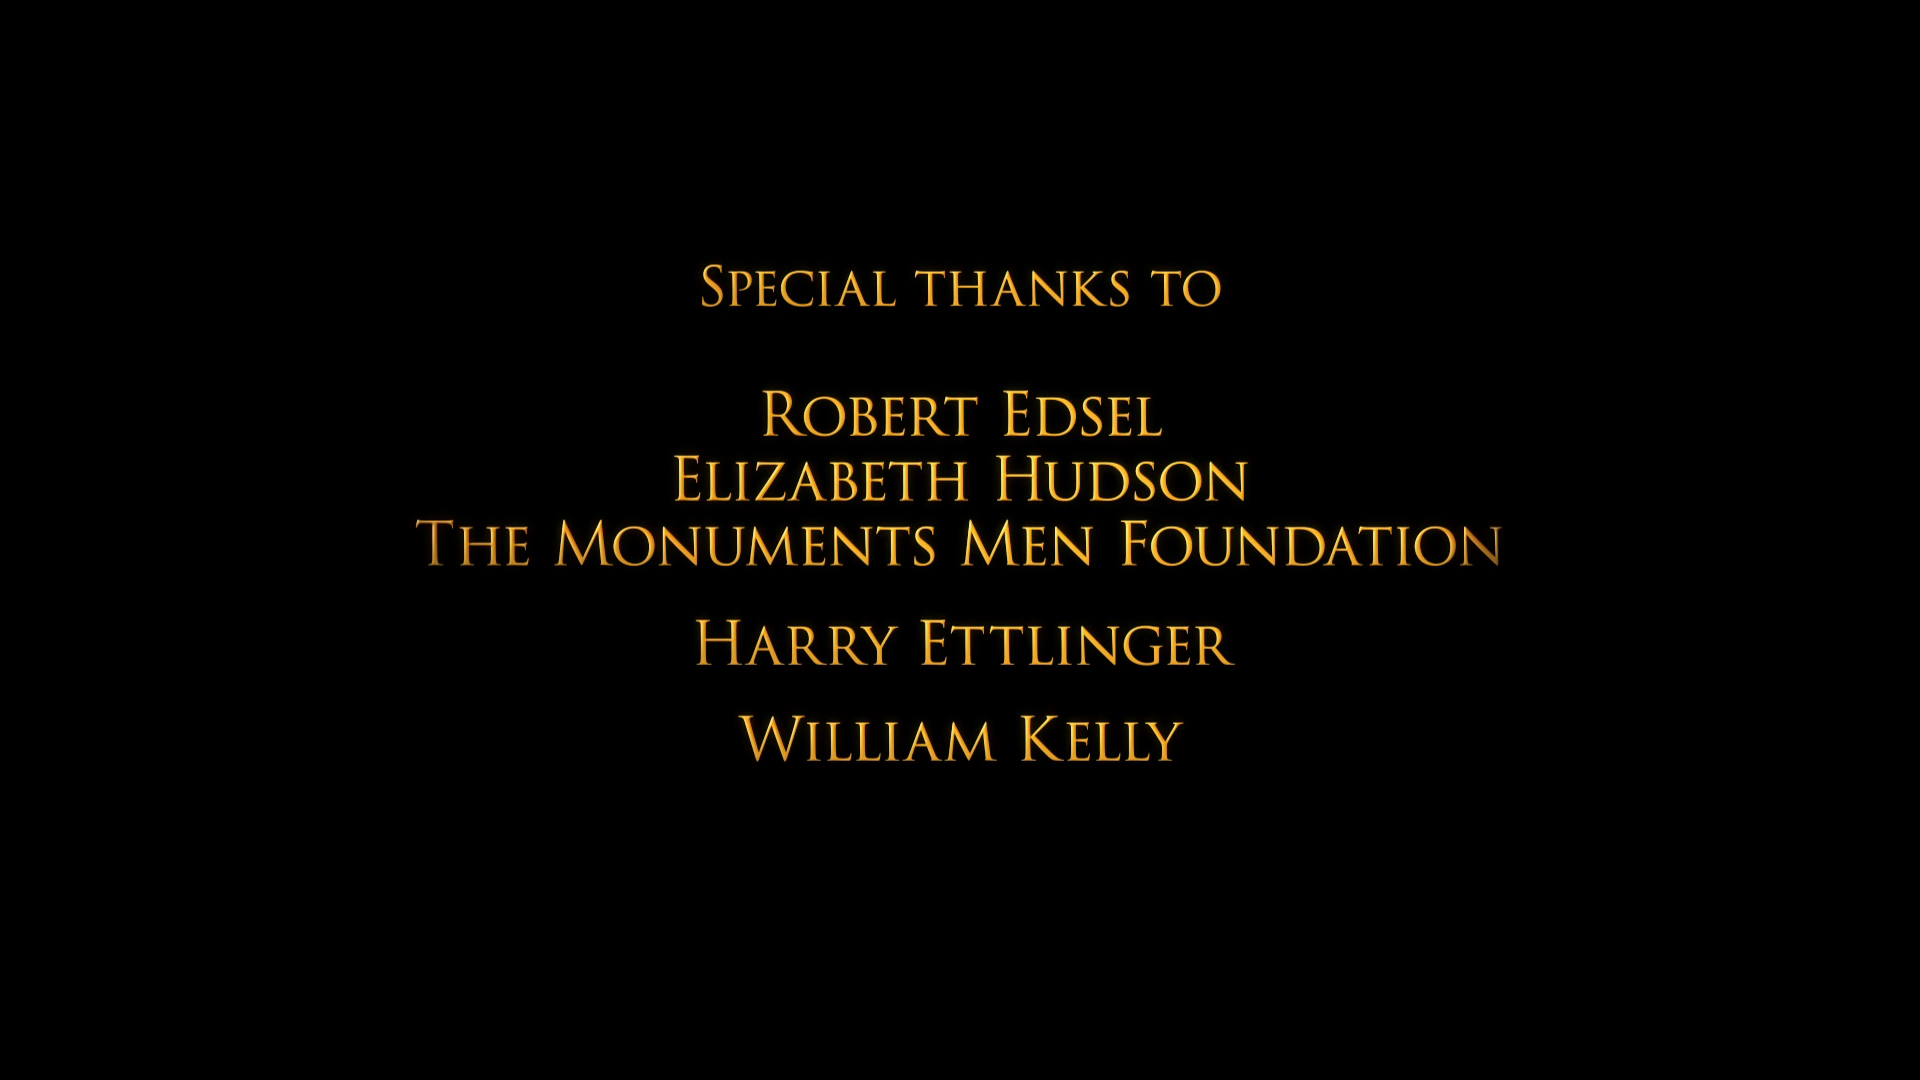 Special thanks to
Robert Edsel
Elizabeth Hudson
The Monuments Men Foundation
Harry Ettlinger
William Kelly